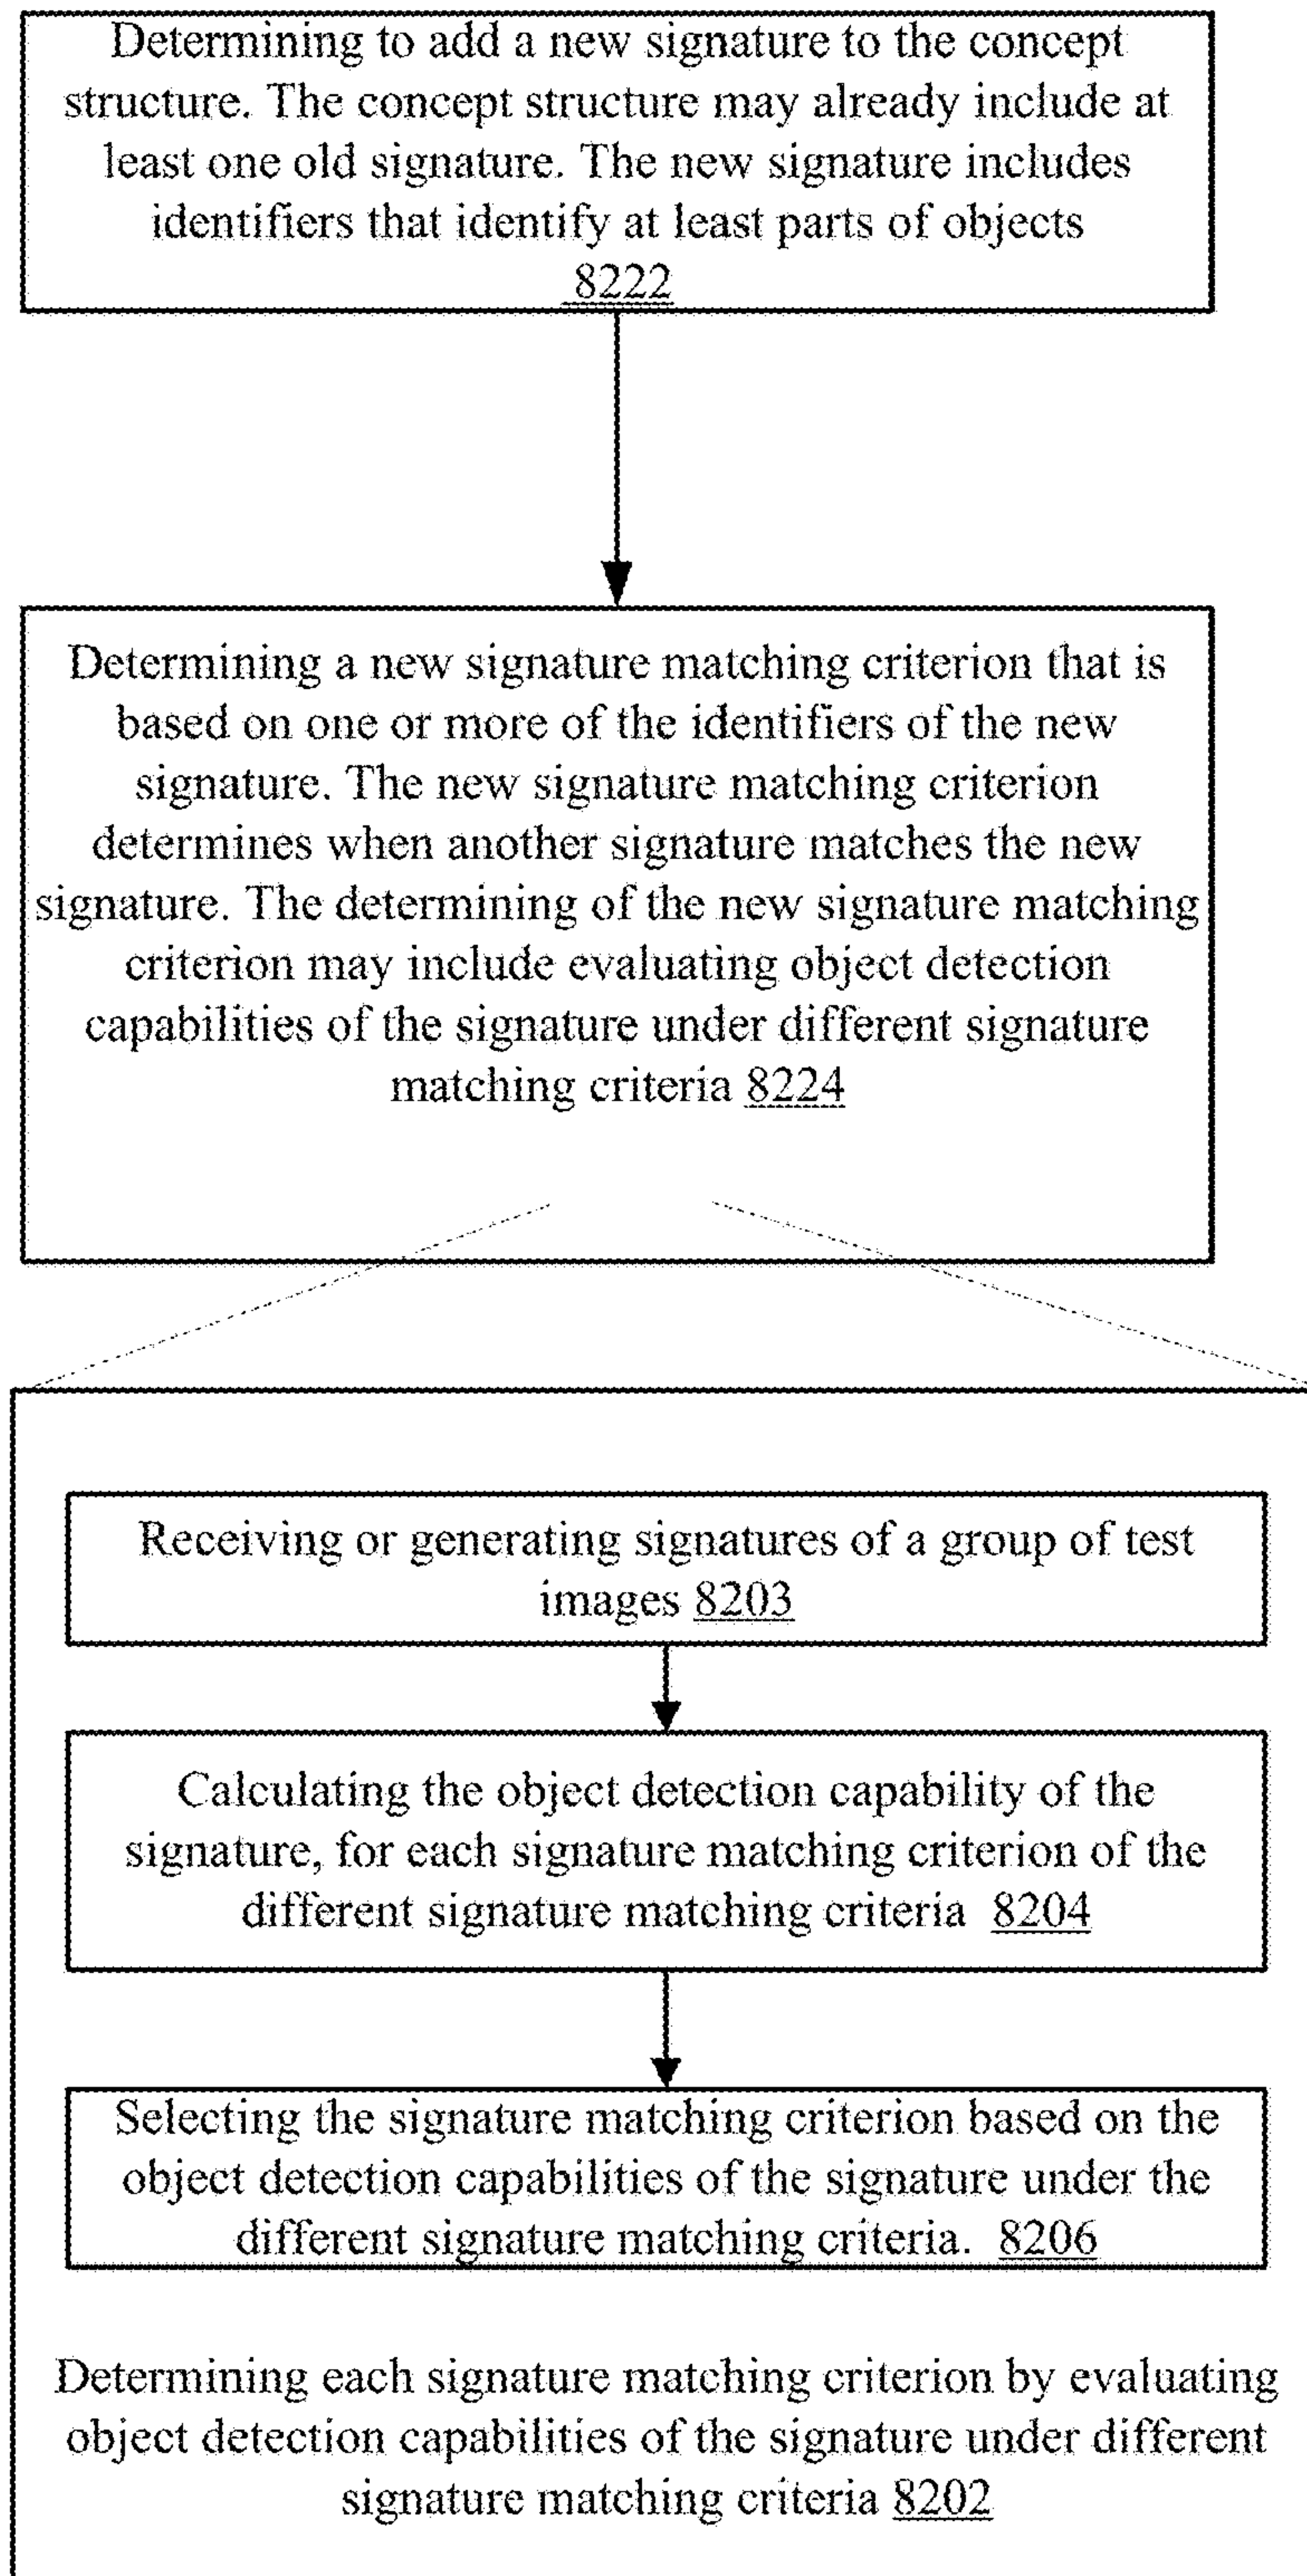 Determining to add a new signature to the concept
structure. The concept structure may already include at
least one old signature. The new signature includes
identifiers that identify at least parts of objects
8222
Determining a new signature matching criterion that is
based on one or more of the identifiers of the new
signature. The new signature matching criterion
determines when another signature matches the new
signature. The determining of the new signature matching
criterion may include evaluating object detection
capabilities of the signature under different signature
matching criteria 8224
Receiving or generating signatures of a group of test
images 8203
Calculating the object detection capability of the
signature, for each signature matching criterion of the
different signature matching criteria 8204
Selecting the signature matching criterion based on the
object detection capabilities of the signature under the
different signature matching criteria. 8206
Determining each signature matching criterion by evaluating
object detection capabilities of the signature under different
signature matching criteria 8202